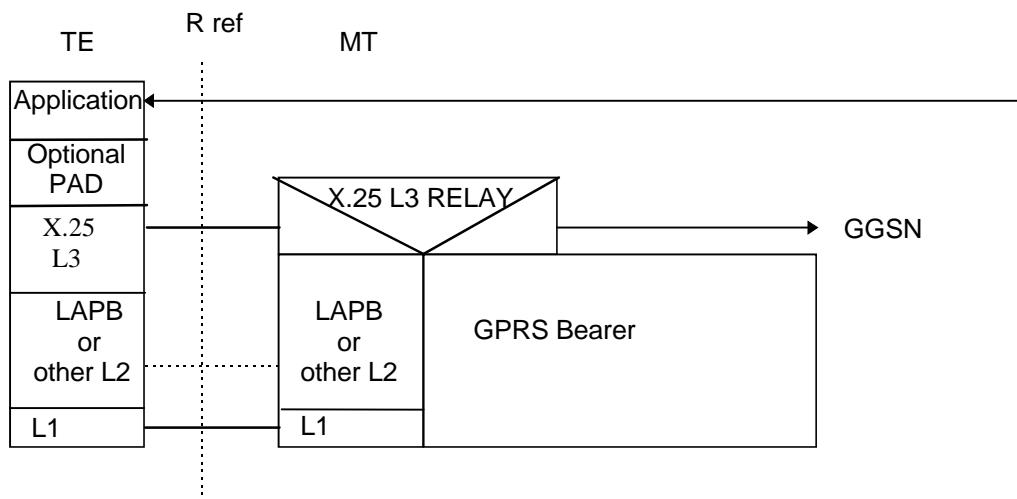 R ref
TE
MT
Application
Optional
PAD
X.25
L3
X.25 L3 RELAY
GGSN
LAPB
or
other L2
LAPB
or
other L2
GPRS Bearer
L1
L1